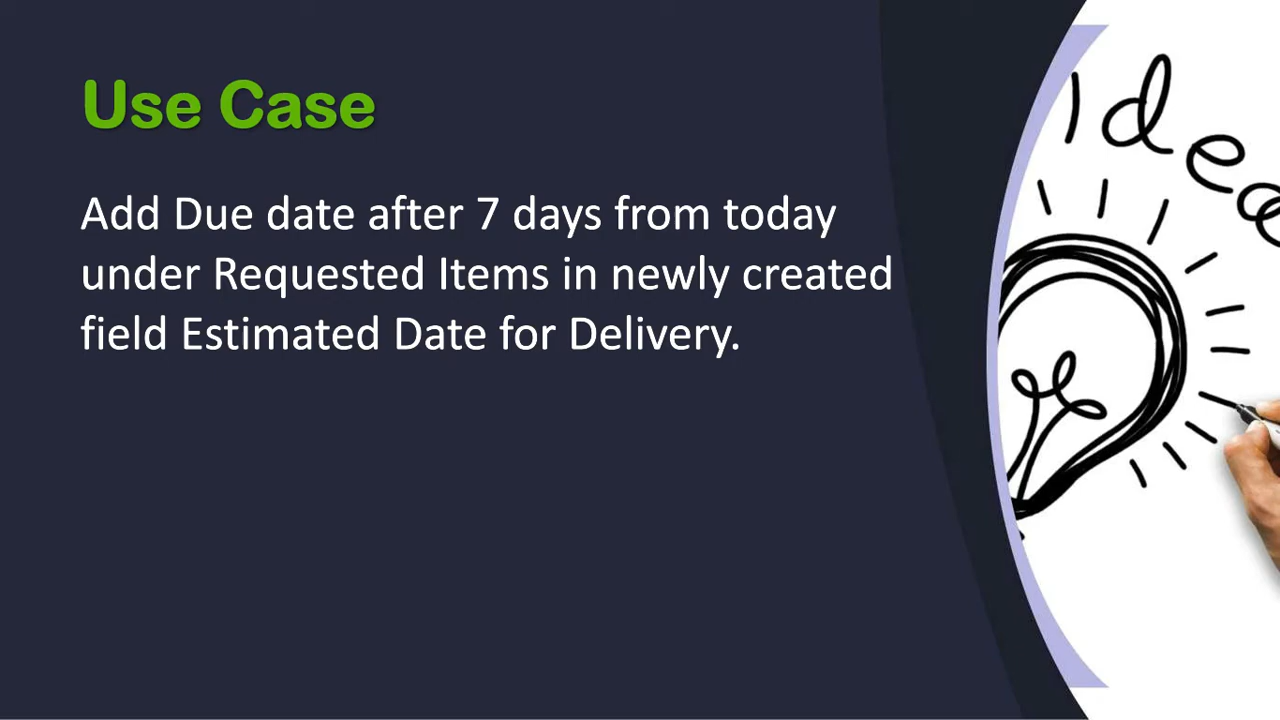 Use Case
Add Due date after 7 days from today
under Requested Items in newly created
field Estimated Date for Delivery.
Idea